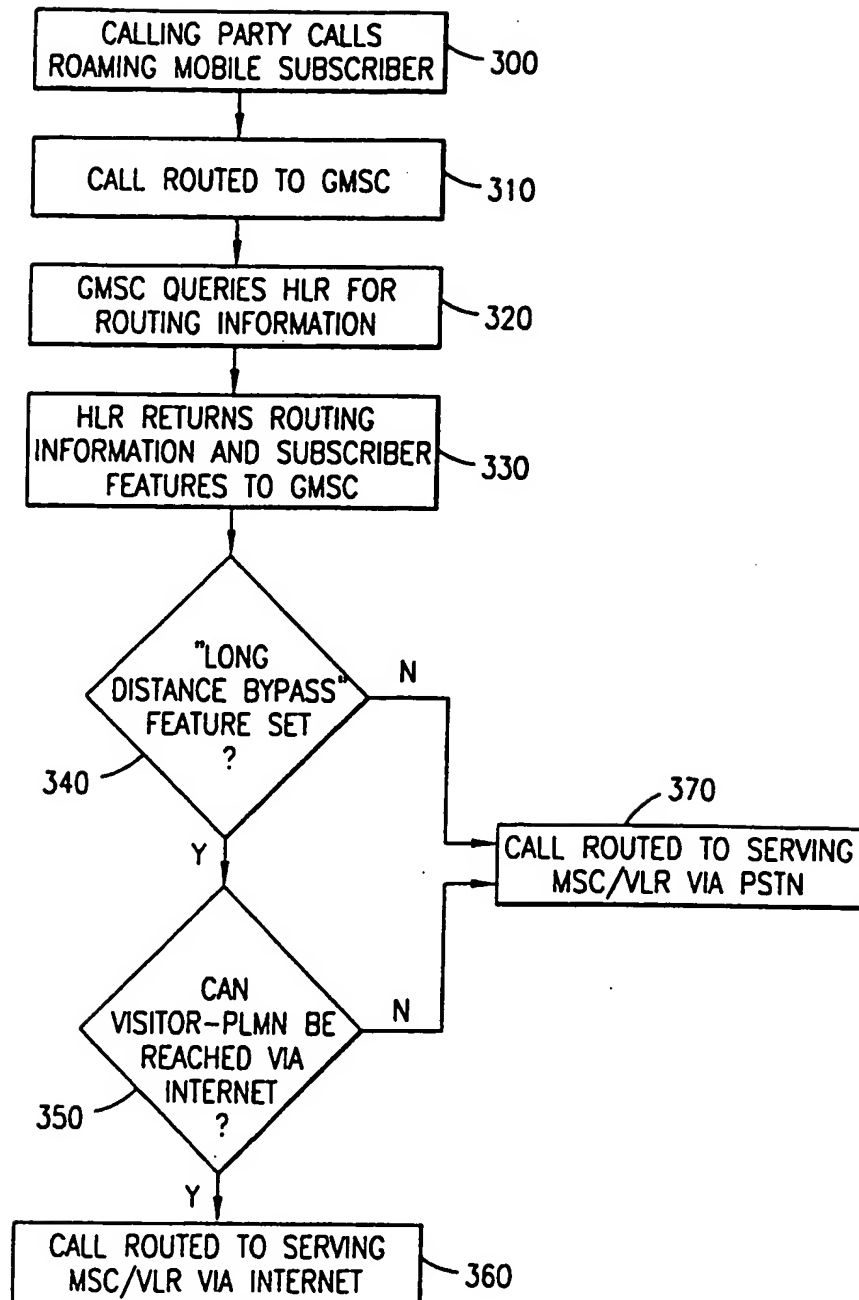 CALLING PARTY CALLS
ROAMING MOBILE SUBSCRIBER
300
CALL ROUTED TO GMSC
310
GMSC QUERIES HLR FOR
ROUTING INFORMATION
320
HLR RETURNS ROUTING
INFORMATION AND SUBSCRIBER
FEATURES TO GMSC
330
"LONG
DISTANCE BYPASS"
FEATURE SET
?
340
N
Y
370
CALL ROUTED TO SERVING
MSC/VLR VIA PSTN
CAN
VISITOR-PLMN BE
REACHED VIA
INTERNET
?
350
N
Y
CALL ROUTED TO SERVING
MSC/VLR VIA INTERNET
360